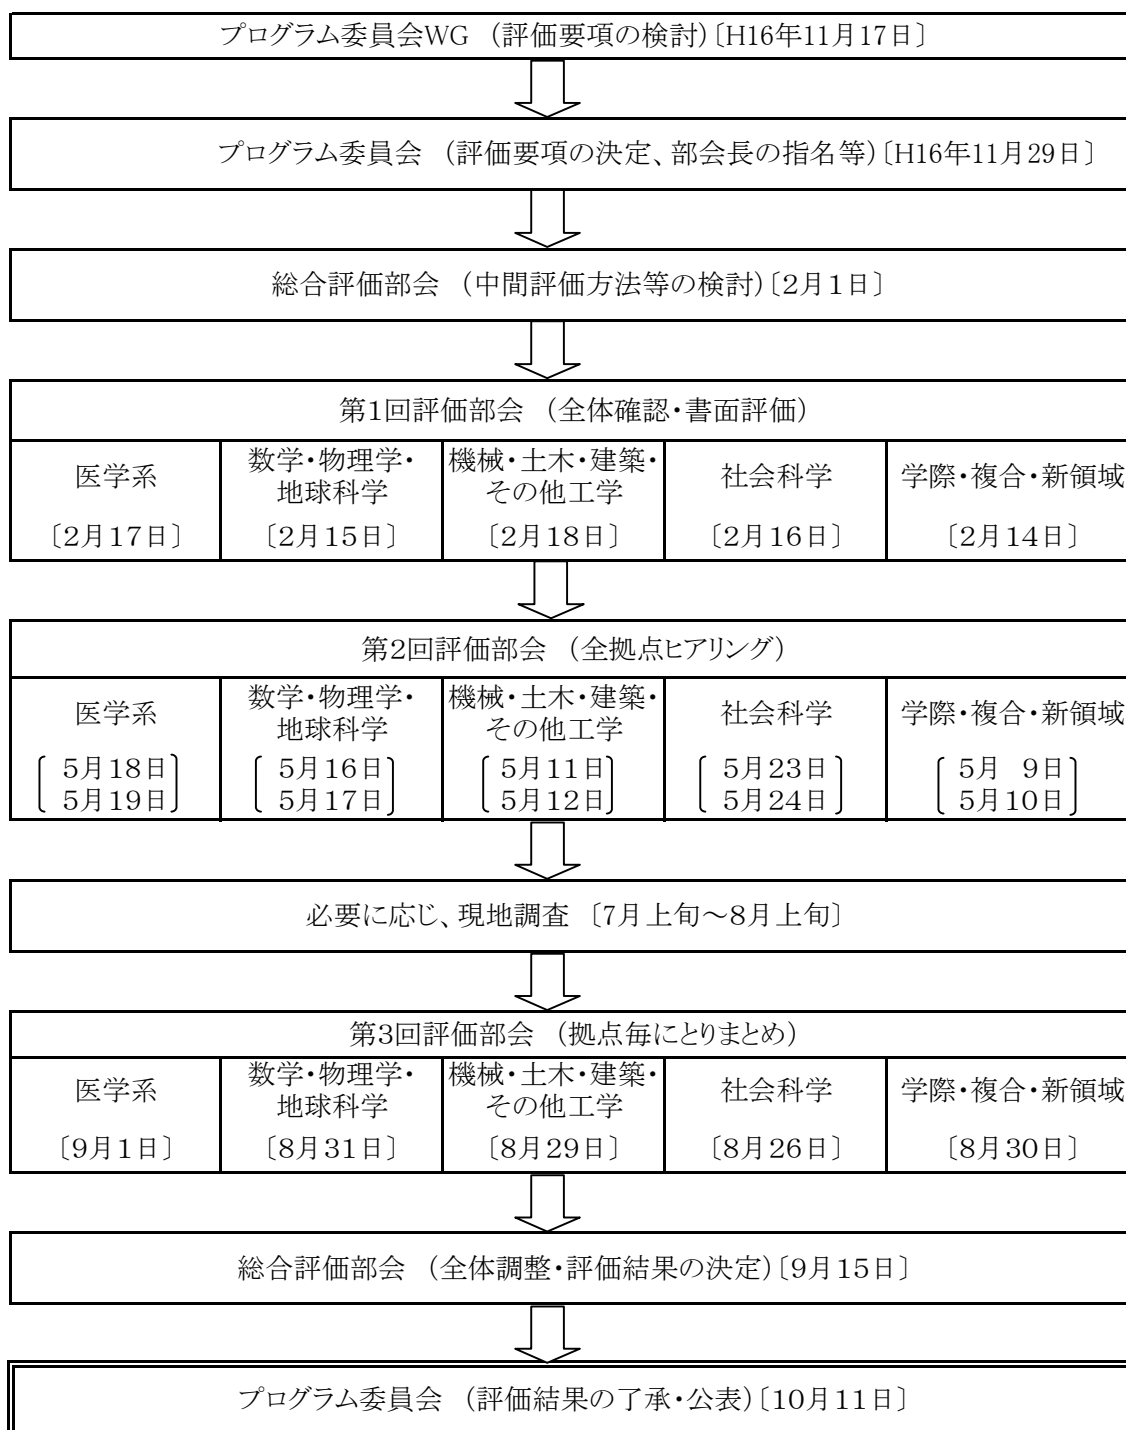 プログラム委員会WG （評価要項の検討）〔H16年11月17日〕
プログラム委員会 （評価要項の決定、部会長の指名等）〔H16年11月29日〕
総合評価部会 （中間評価方法等の検討）〔２月１日〕
第１回評価部会 （全体確認・書面評価）
医学系
数学・物理学・
地球科学
機械・土木・建築・
その他工学
社会科学
学際・複合・新領域
〔２月１７日〕
〔２月１５日〕
〔２月１８日〕
〔２月１６日〕
〔２月１４日〕
第２回評価部会 （全拠点ヒアリング）
医学系
数学・物理学・
地球科学
機械・土木・建築・
その他工学
社会科学
学際・複合・新領域
５月１８日
５月１９日
５月１６日
５月１７日
５月１１日
５月１２日
５月２３日
５月２４日
５月 ９日
５月１０日
必要に応じ、現地調査 〔７月上旬～８月上旬〕
第３回評価部会 （拠点毎にとりまとめ）
医学系
数学・物理学・
地球科学
機械・土木・建築・
その他工学
社会科学
学際・複合・新領域
〔９月１日〕
〔８月３１日〕
〔８月２９日〕
〔８月２６日〕
〔８月３０日〕
総合評価部会 （全体調整・評価結果の決定）〔９月１５日〕
プログラム委員会 （評価結果の了承・公表）〔１０月１１日〕